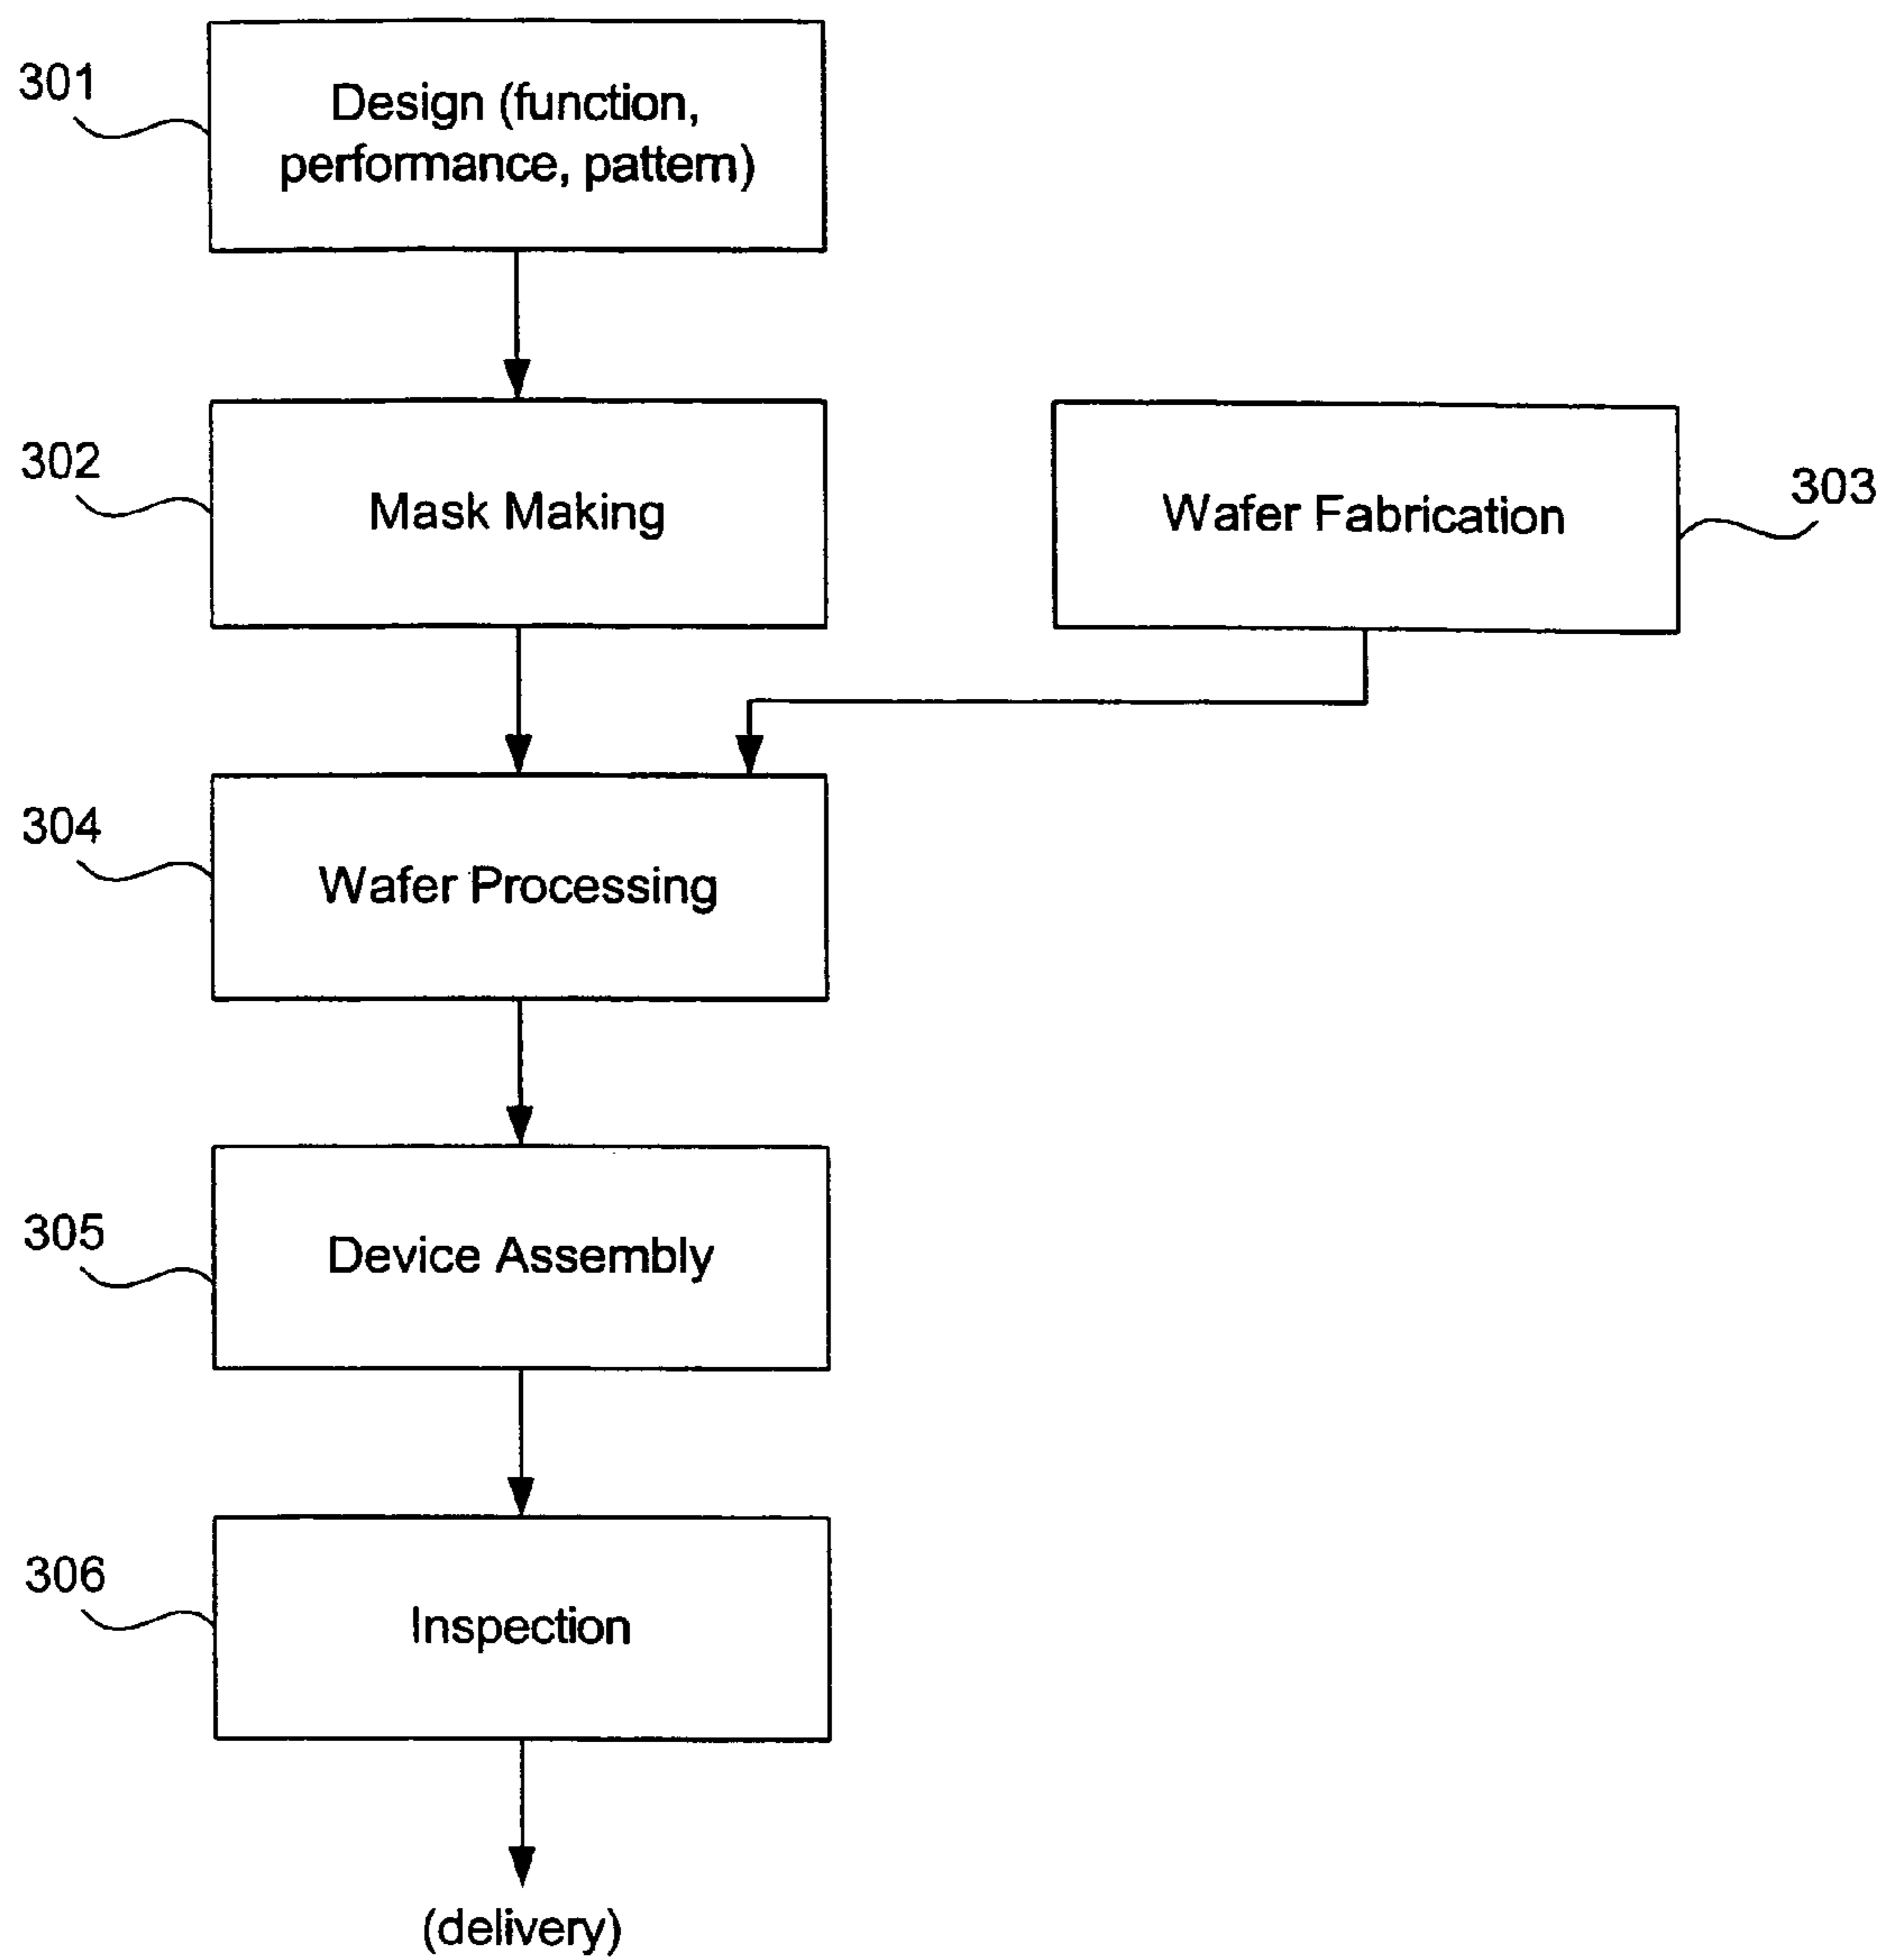 301
Design (function,
performance, pattern)
302
Mask Making
Wafer Fabrication
303
304
Wafer Processing
305
Device Assembly
306
Inspection
(delivery)